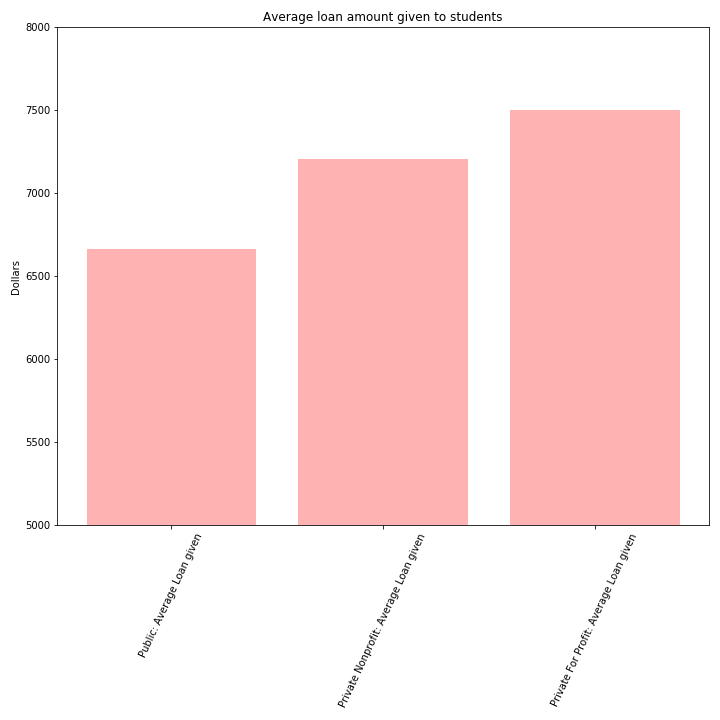 Average loan amount given to students
8000
7500
7000
6500
6000
5500
5000
Dollars
Public: Average Loan given
Private Nonprofit: Average Loan given
Private For Profit: Average Loan given